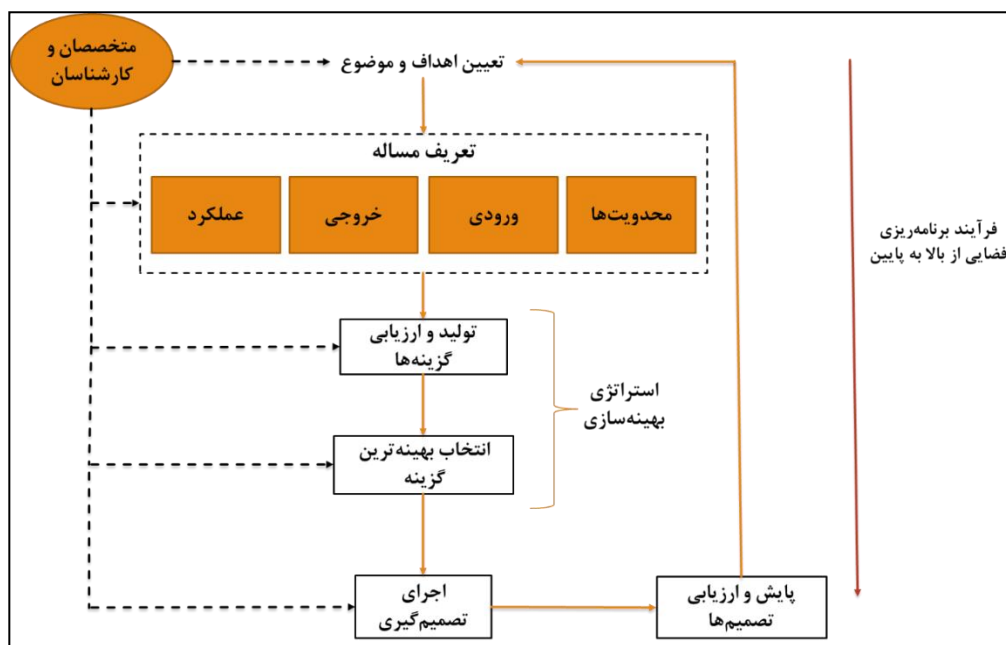 متخصصان و
کارشناسان
تعیین اهداف و موضوع
تعریف مساله
محدویت‌ها
ورودی
خروجی
عملکرد
فرآیند برنامه‌ریزی
فضایی از بالا به پایین
تولید و ارزیابی
گزینه‌ها
استراتژی
بهینه‌سازی
انتخاب بهینه‌ترین
گزینه
اجرای
تصمیم‌گیری
پایش و ارزیابی
تصمیم‌ها